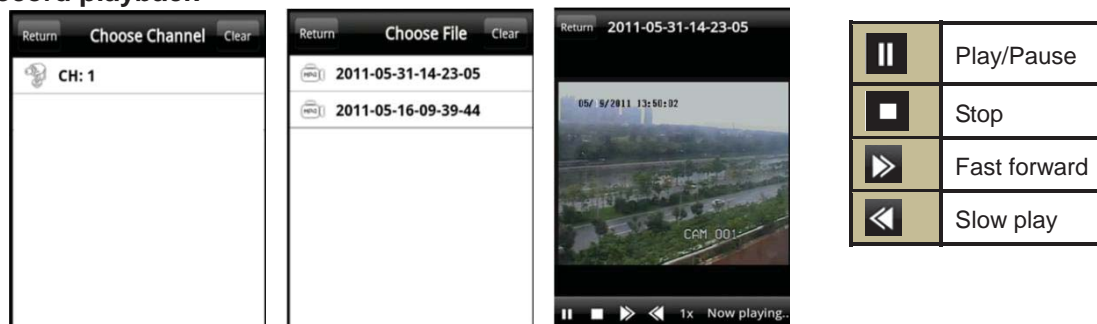 Return Choose Channel Clear
CH: 1
Return Choose File Clear
2011-05-31-14-23-05
2011-05-16-09-39-44
Return 2011-05-31-14-23-05
05/ 9/2011 13:50:02
CAM 001
1x Now playing..
Play/Pause
Stop
Fast forward
Slow play